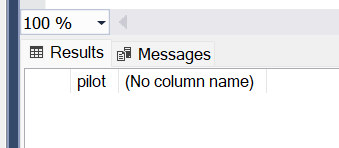 100 %
Results Messages
pilot (No column name)